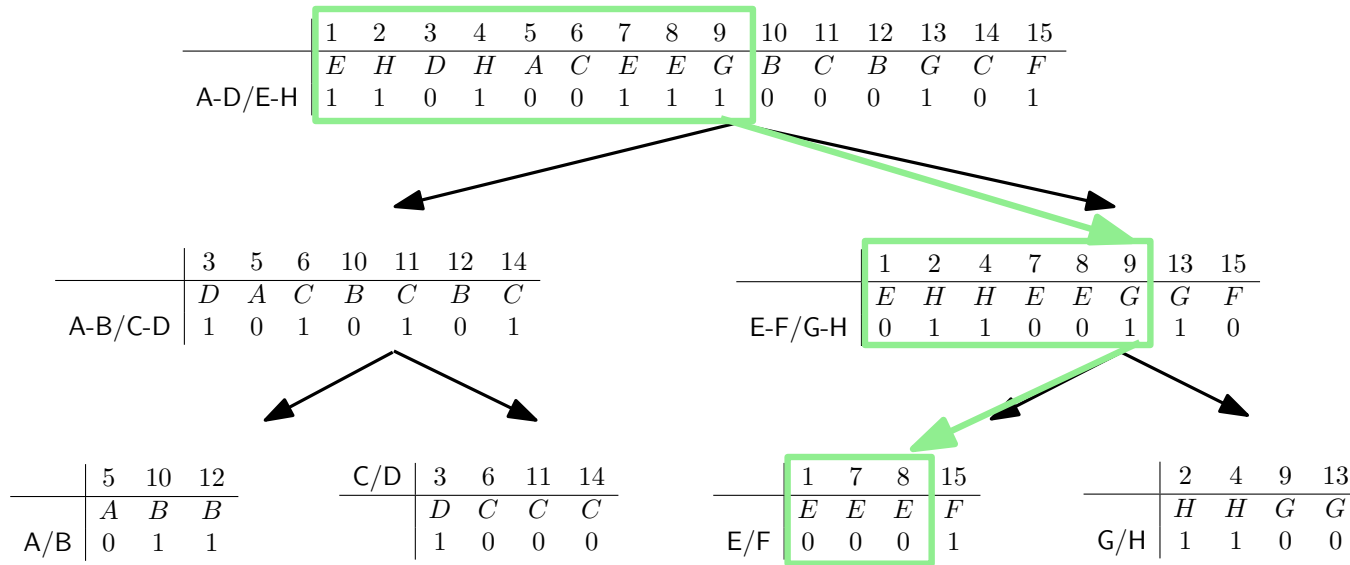 1 2 3 4 5 6 7 8 9 10 11 12 13 14 15
E H D H A C E E G B C B G C F
A-D/E-H 1 1 0 1 0 0 1 1 1 0 0 0 1 0 1
3 5 6 10 11 12 14
D A C B C B C
A-B/C-D 1 0 1 0 1 0 1
1 2 4 7 8 9 13 15
E H H E E G G F
E-F/G-H 0 1 1 0 0 1 1 0
5 10 12
A B B
A/B 0 1 1
C/D 3 6 11 14
D C C C
1 0 0 0
1 7 8 15
E E E F
E/F 0 0 0 1
2 4 9 13
H H G G
G/H 1 1 0 0